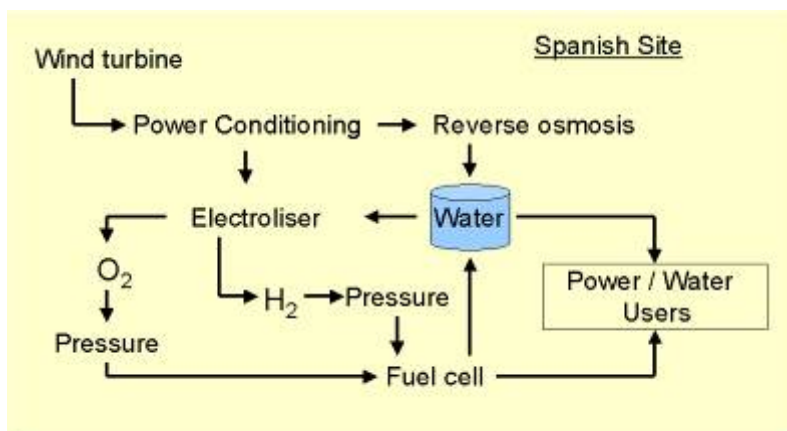 Spanish Site
Wind turbine
Power Conditioning
Reverse osmosis
Electroliser
Water
O2
H2
Pressure
Power / Water
Users
Pressure
Fuel cell